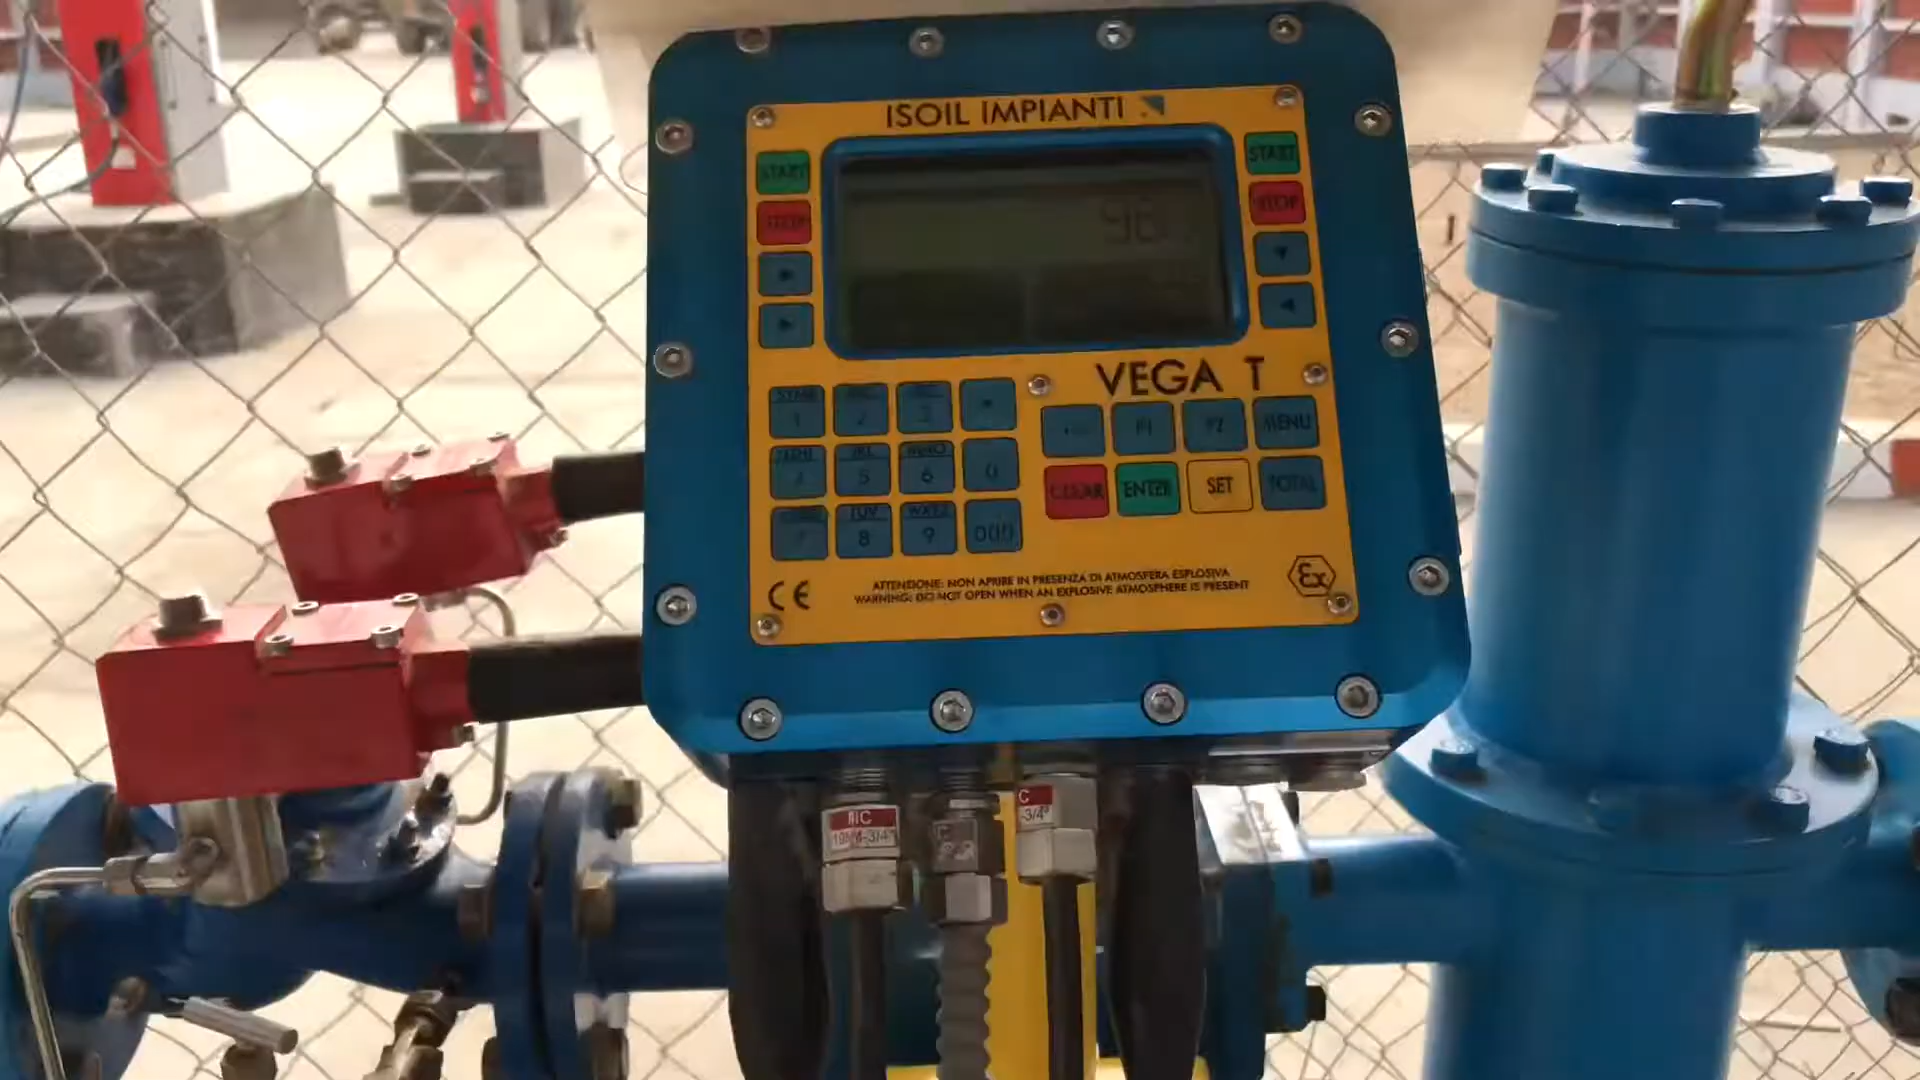 ISOIL IMPIANTI
START
START
STOP
STOP
VEGA T
1
2
3
F1
F2
MENU
5
6
0
CLEAR
ENTER
SET
TOTAL
TUV
8
WXYZ
9
ATTENZIONE: NON APRIRE IN PRESENZA DI ATMOSFERA ESPLOSIVA
WARNING: DO NOT OPEN WHEN AN EXPLOSIVE ATMOSPHERE IS PRESENT
CE
Ex
C
-3/4"